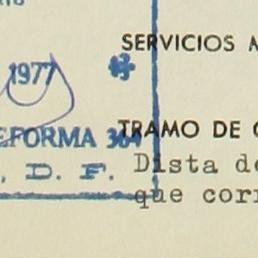 SERVICIOS M
1977
EFORMA 364
TRAMO DE
, D. F.
Dista de
que corr